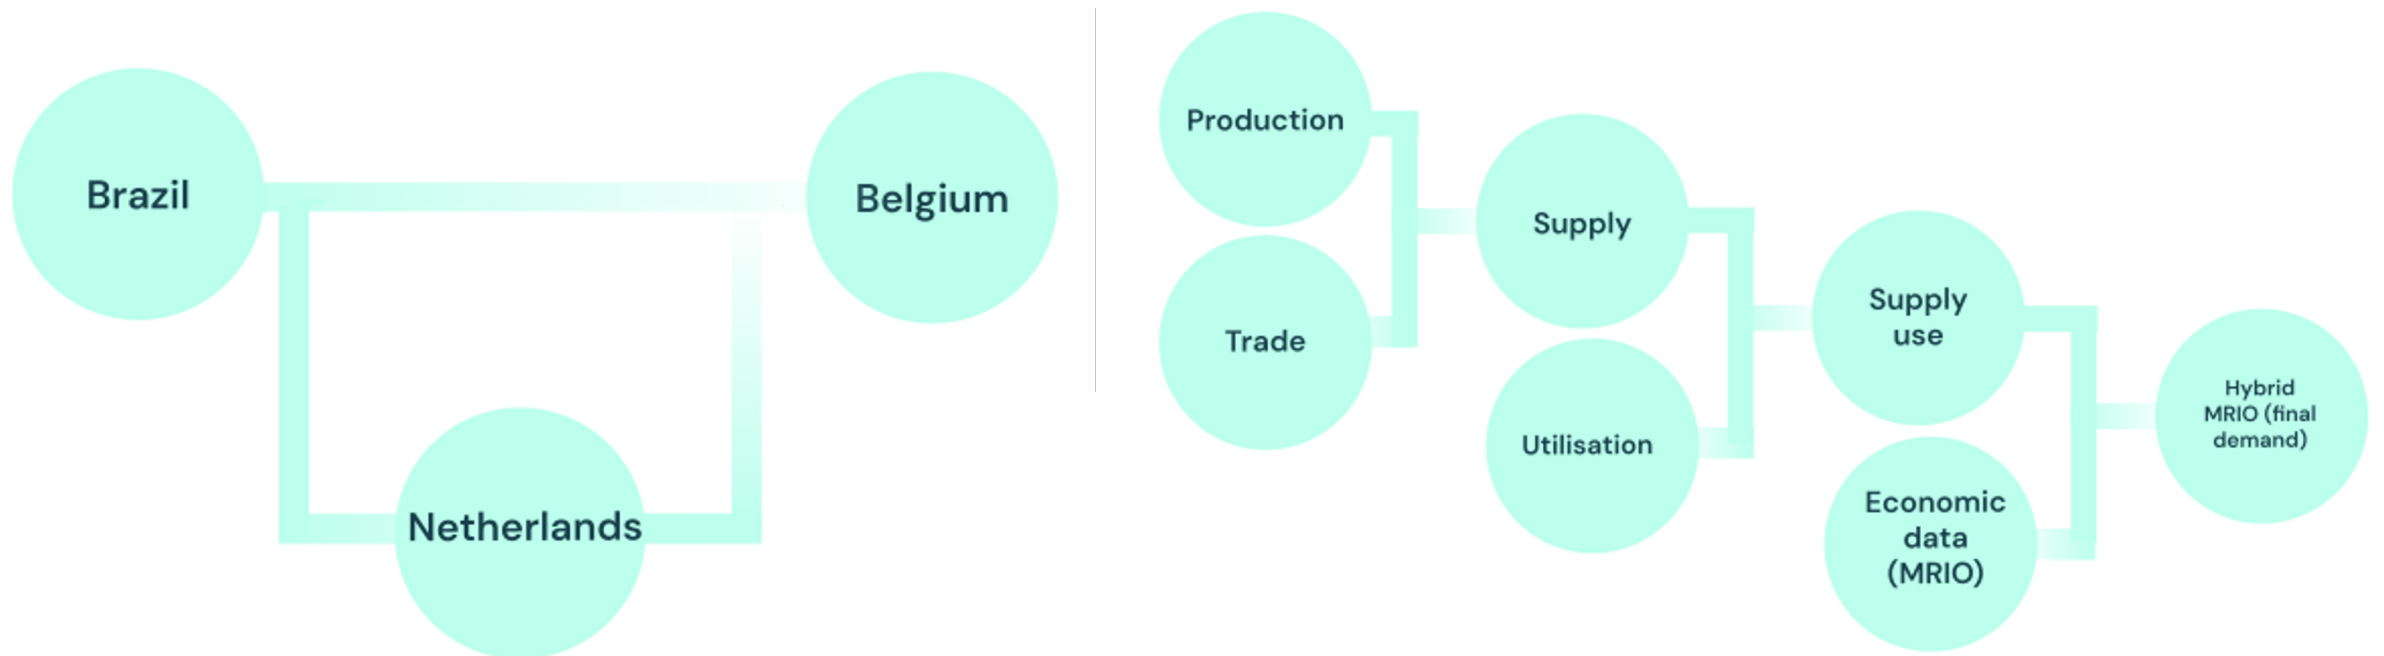 Brazil
Belgium
Netherlands
Production
Trade
Supply
Utilisation
Supply
use
Economic
data
(MRIO)
Hybrid
MRIO (final
demand)